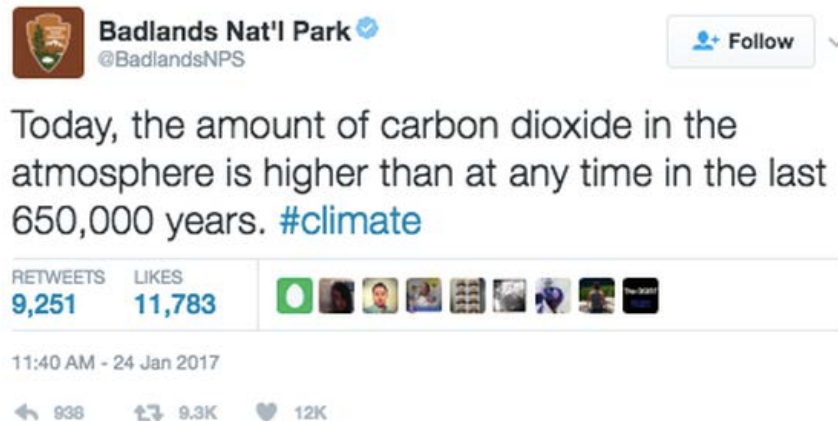 Badlands Nat'l Park
@BadlandsNPS
Follow
Today, the amount of carbon dioxide in the
atmosphere is higher than at any time in the last
650,000 years. #climate
RETWEETS LIKES
9,251 11,783
11:40 AM - 24 Jan 2017
938 9.3K 12K